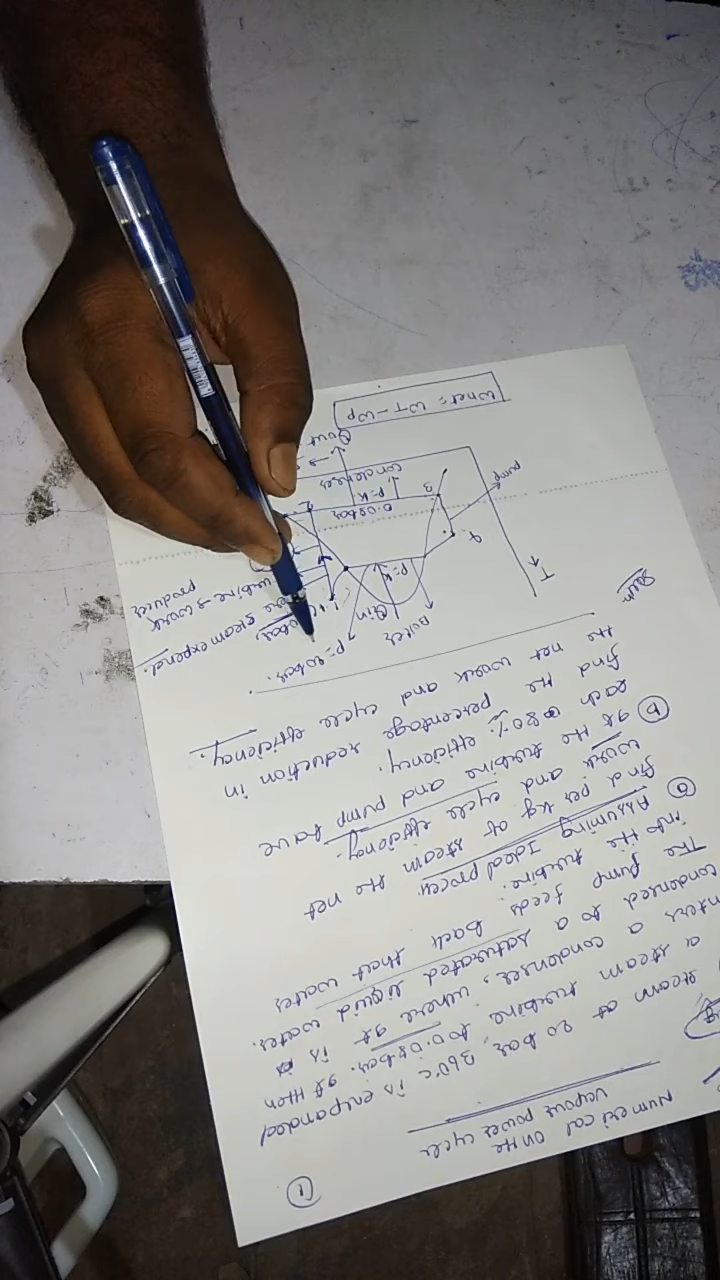 ①
Numerical on the
vapour power cycle
steam at 20 bar, 360°C is expanded
a steam turbine to 0.08 bar. It then
enters a condenser, where it is
condensed to a saturated liquid water.
The pump feeds back that water
into the turbine.
ⓐ Assuming Ideal process the net
find per kg of steam
work and cycle efficiency.
ⓑ If the turbine and pump have
each 80% efficiency.
find the percentage reduction in
the net work and cycle efficiency.
Soln
T
Boiler
Qin
P=20 bar.
P=K
4
3
pump
0.08 bar
P=K
condenser
2
Qout
steam expand.
turbine & work
produces
Wnet = WT - WP